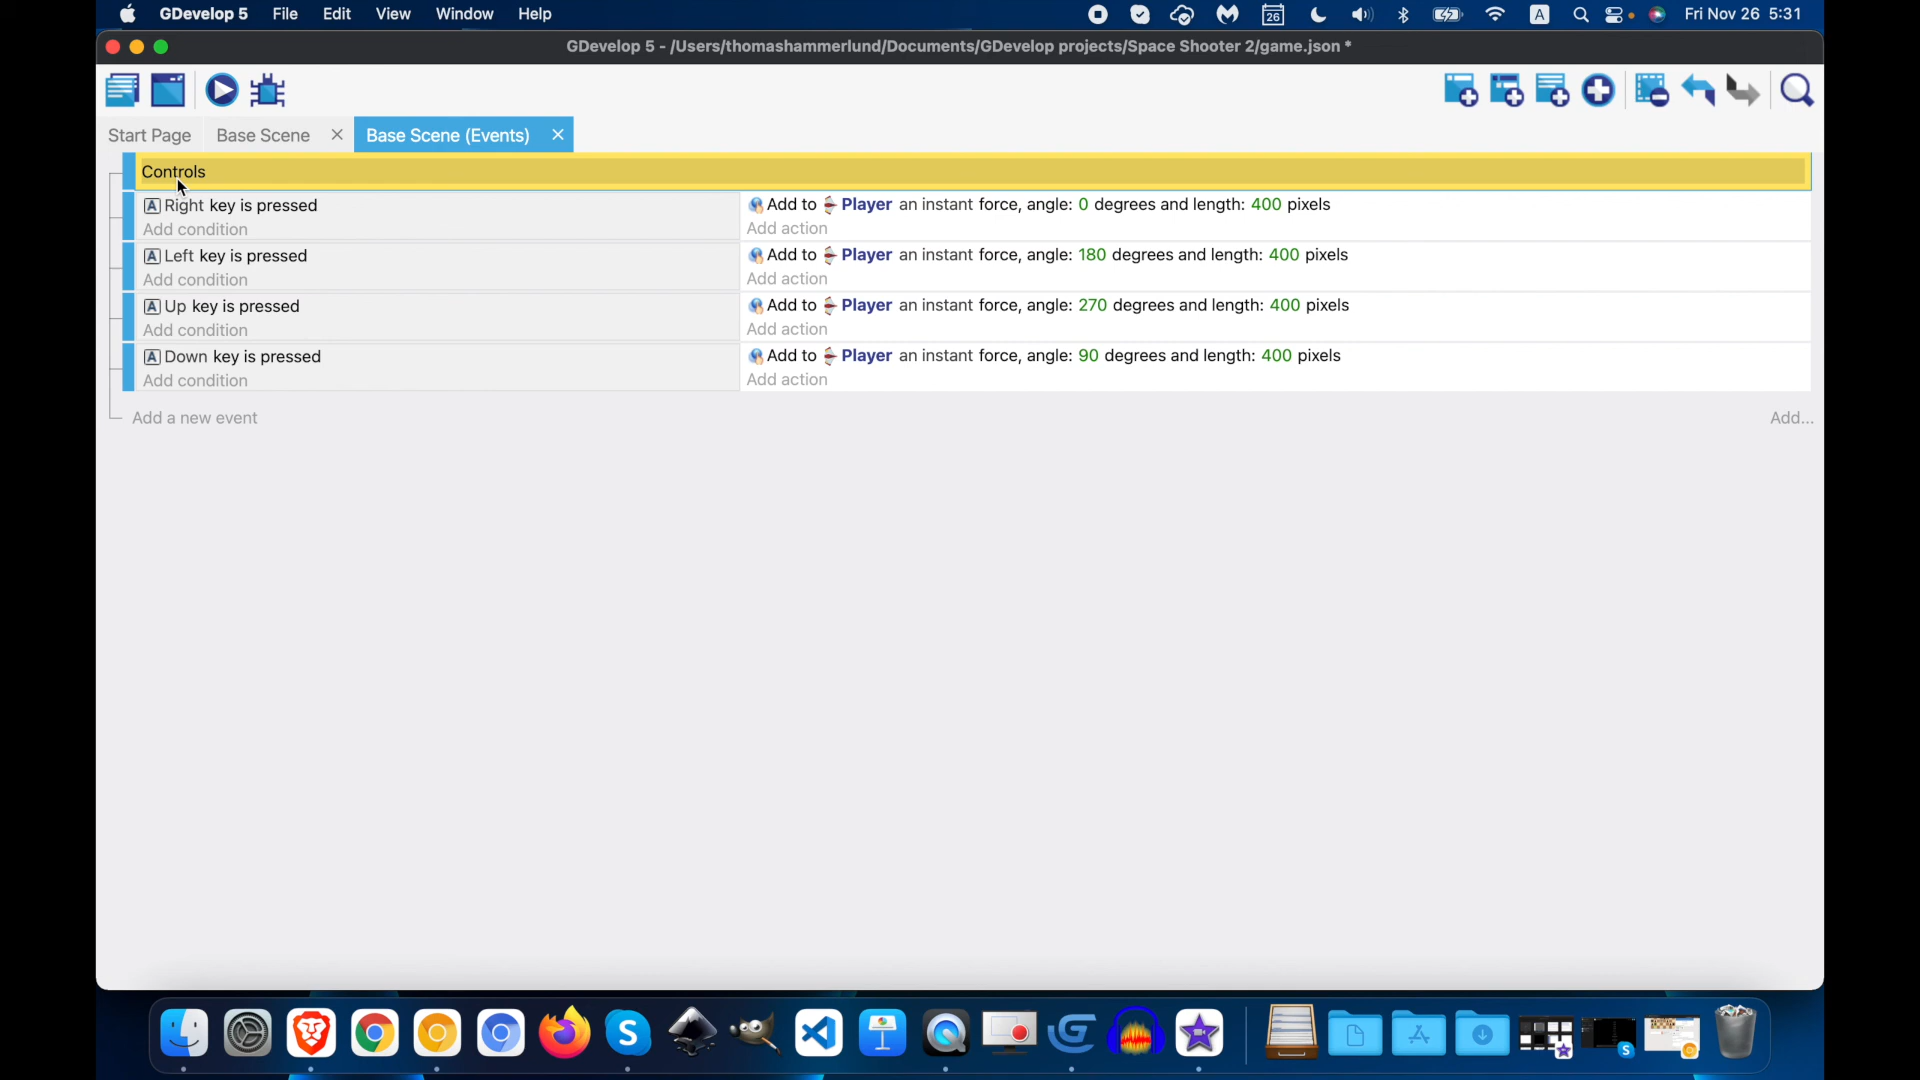 GDevelop 5 File Edit View Window Help 26 A Fri Nov 26 5:31
GDevelop 5 - /Users/thomashammerlund/Documents/GDevelop projects/Space Shooter 2/game.json *
Start Page Base Scene Base Scene (Events)
Controls
A Right key is pressed
Add condition
Add to Player an instant force, angle: 0 degrees and length: 400 pixels
Add action
A Left key is pressed
Add condition
Add to Player an instant force, angle: 180 degrees and length: 400 pixels
Add action
A Up key is pressed
Add condition
Add to Player an instant force, angle: 270 degrees and length: 400 pixels
Add action
A Down key is pressed
Add condition
Add to Player an instant force, angle: 90 degrees and length: 400 pixels
Add action
Add a new event Add...